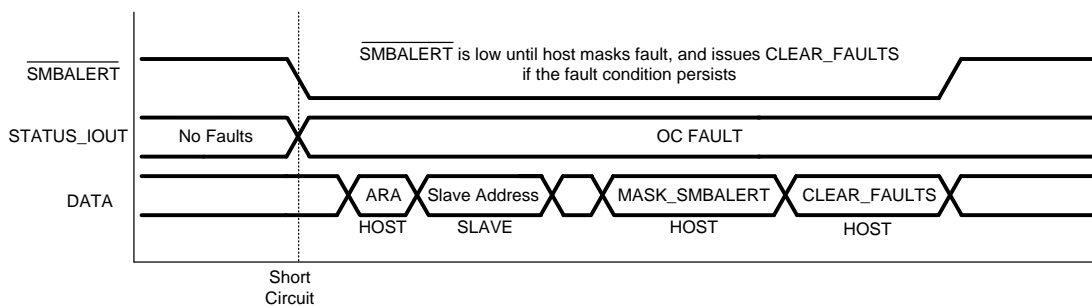 SMBALERT is low until host masks fault, and issues CLEAR_FAULTS
if the fault condition persists
SMBALERT
STATUS_IOUT
No Faults
OC FAULT
DATA
ARA
Slave Address
MASK_SMBALERT
CLEAR_FAULTS
HOST
SLAVE
HOST
HOST
Short
Circuit